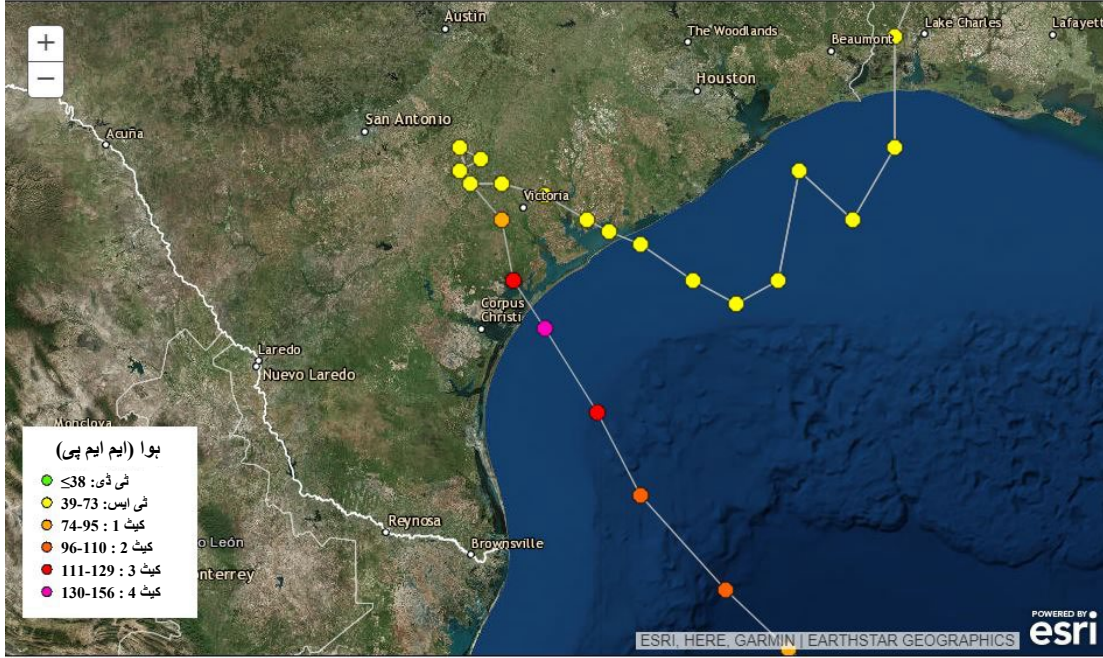 +
−
Austin
The Woodlands
Beaumont
Lake Charles
Lafayett
Houston
San Antonio
Acuña
Victoria
Corpus
Christi
Laredo
Nuevo Laredo
Monclova
Reynosa
Brownsville
o León
onterrey
ہوا (ایم ایم پی)
ٹی ڈی: 38≥
ٹی ایس: 73-39
کیٹ 1 : 95-74
کیٹ 2 : 110-96
کیٹ 3 : 129-111
کیٹ 4 : 156-130
ESRI, HERE, GARMIN | EARTHSTAR GEOGRAPHICS
POWERED BY
esri